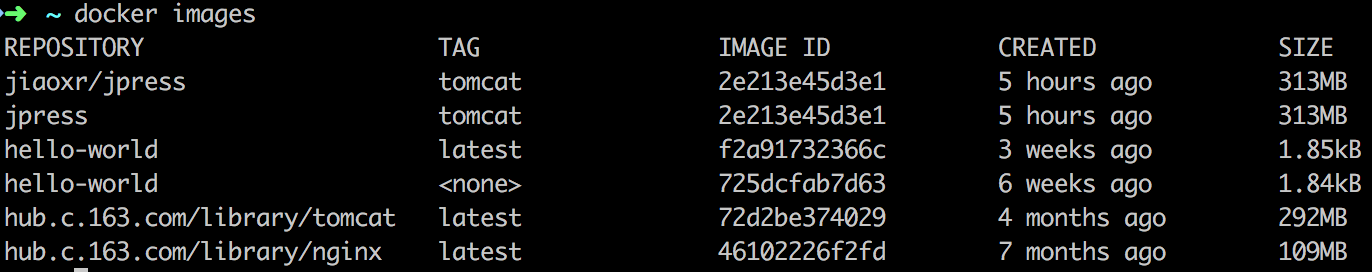 ➜ ~ docker images
REPOSITORY TAG IMAGE ID CREATED SIZE
jiaoxr/jpress tomcat 2e213e45d3e1 5 hours ago 313MB
jpress tomcat 2e213e45d3e1 5 hours ago 313MB
hello-world latest f2a91732366c 3 weeks ago 1.85kB
hello-world <none> 725dcfab7d63 6 weeks ago 1.84kB
hub.c.163.com/library/tomcat latest 72d2be374029 4 months ago 292MB
hub.c.163.com/library/nginx latest 46102226f2fd 7 months ago 109MB